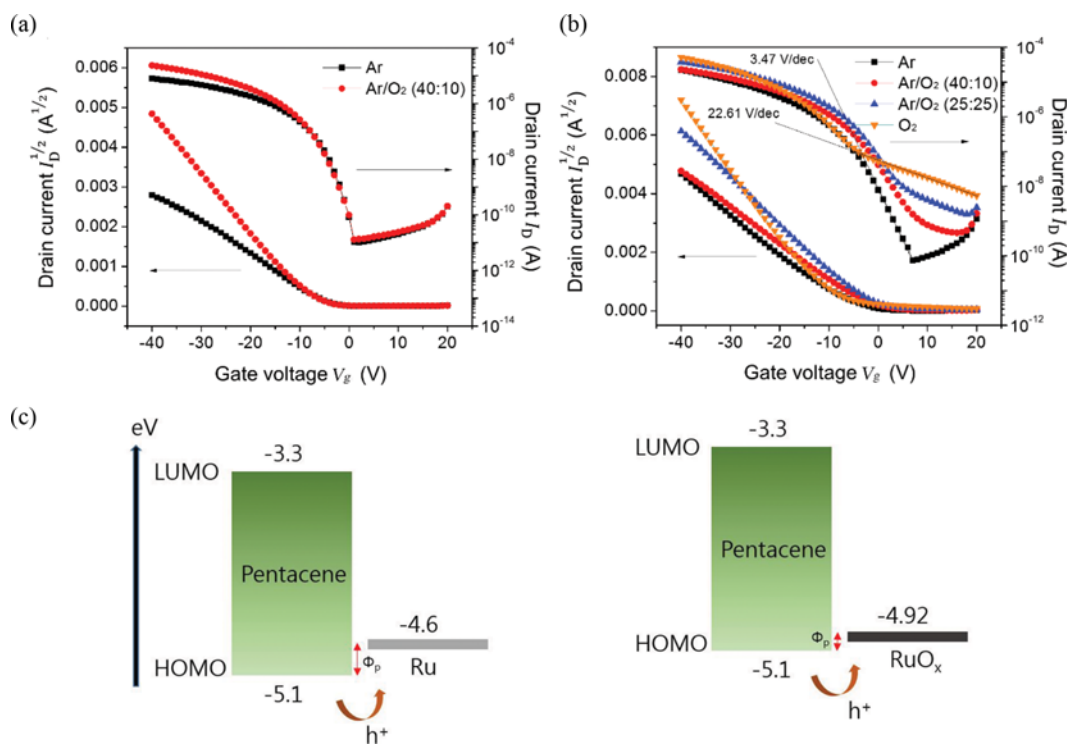 (a)
Drain current I_D^{1/2} (A^{1/2})
0.006
0.005
0.004
0.003
0.002
0.001
0.000
Ar
Ar/O₂ (40:10)
10⁻⁴
10⁻⁶
10⁻⁸
10⁻¹⁰
10⁻¹²
10⁻¹⁴
Drain current I_D (A)
-40 -30 -20 -10 0 10 20
Gate voltage V_g (V)
(b)
Drain current I_D^{1/2} (A^{1/2})
0.008
0.006
0.004
0.002
0.000
3.47 V/dec
22.61 V/dec
Ar
Ar/O₂ (40:10)
Ar/O₂ (25:25)
O₂
10⁻⁴
10⁻⁶
10⁻⁸
10⁻¹⁰
10⁻¹²
Drain current I_D (A)
-40 -30 -20 -10 0 10 20
Gate voltage V_g (V)
(c)
eV
-3.3
LUMO
Pentacene
-4.6
Φ_p
Ru
HOMO
-5.1
h⁺
-3.3
LUMO
Pentacene
-4.92
Φ_p
RuO_x
HOMO
-5.1
h⁺